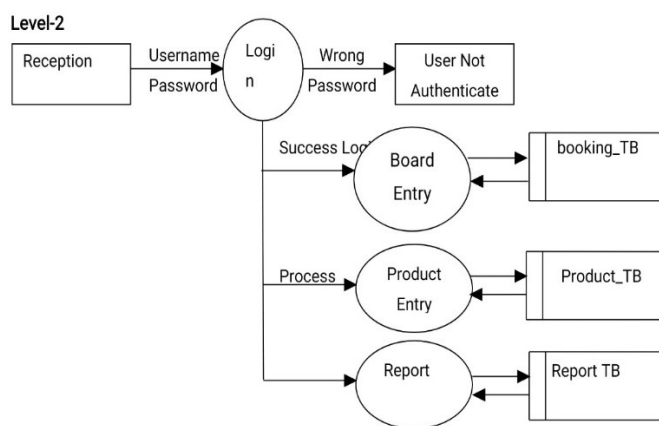 Level-2
Reception
Username
Password
Logi
n
Wrong
Password
User Not
Authenticate
Success Logi
Board
Entry
booking_TB
Process
Product
Entry
Product_TB
Report
Report TB